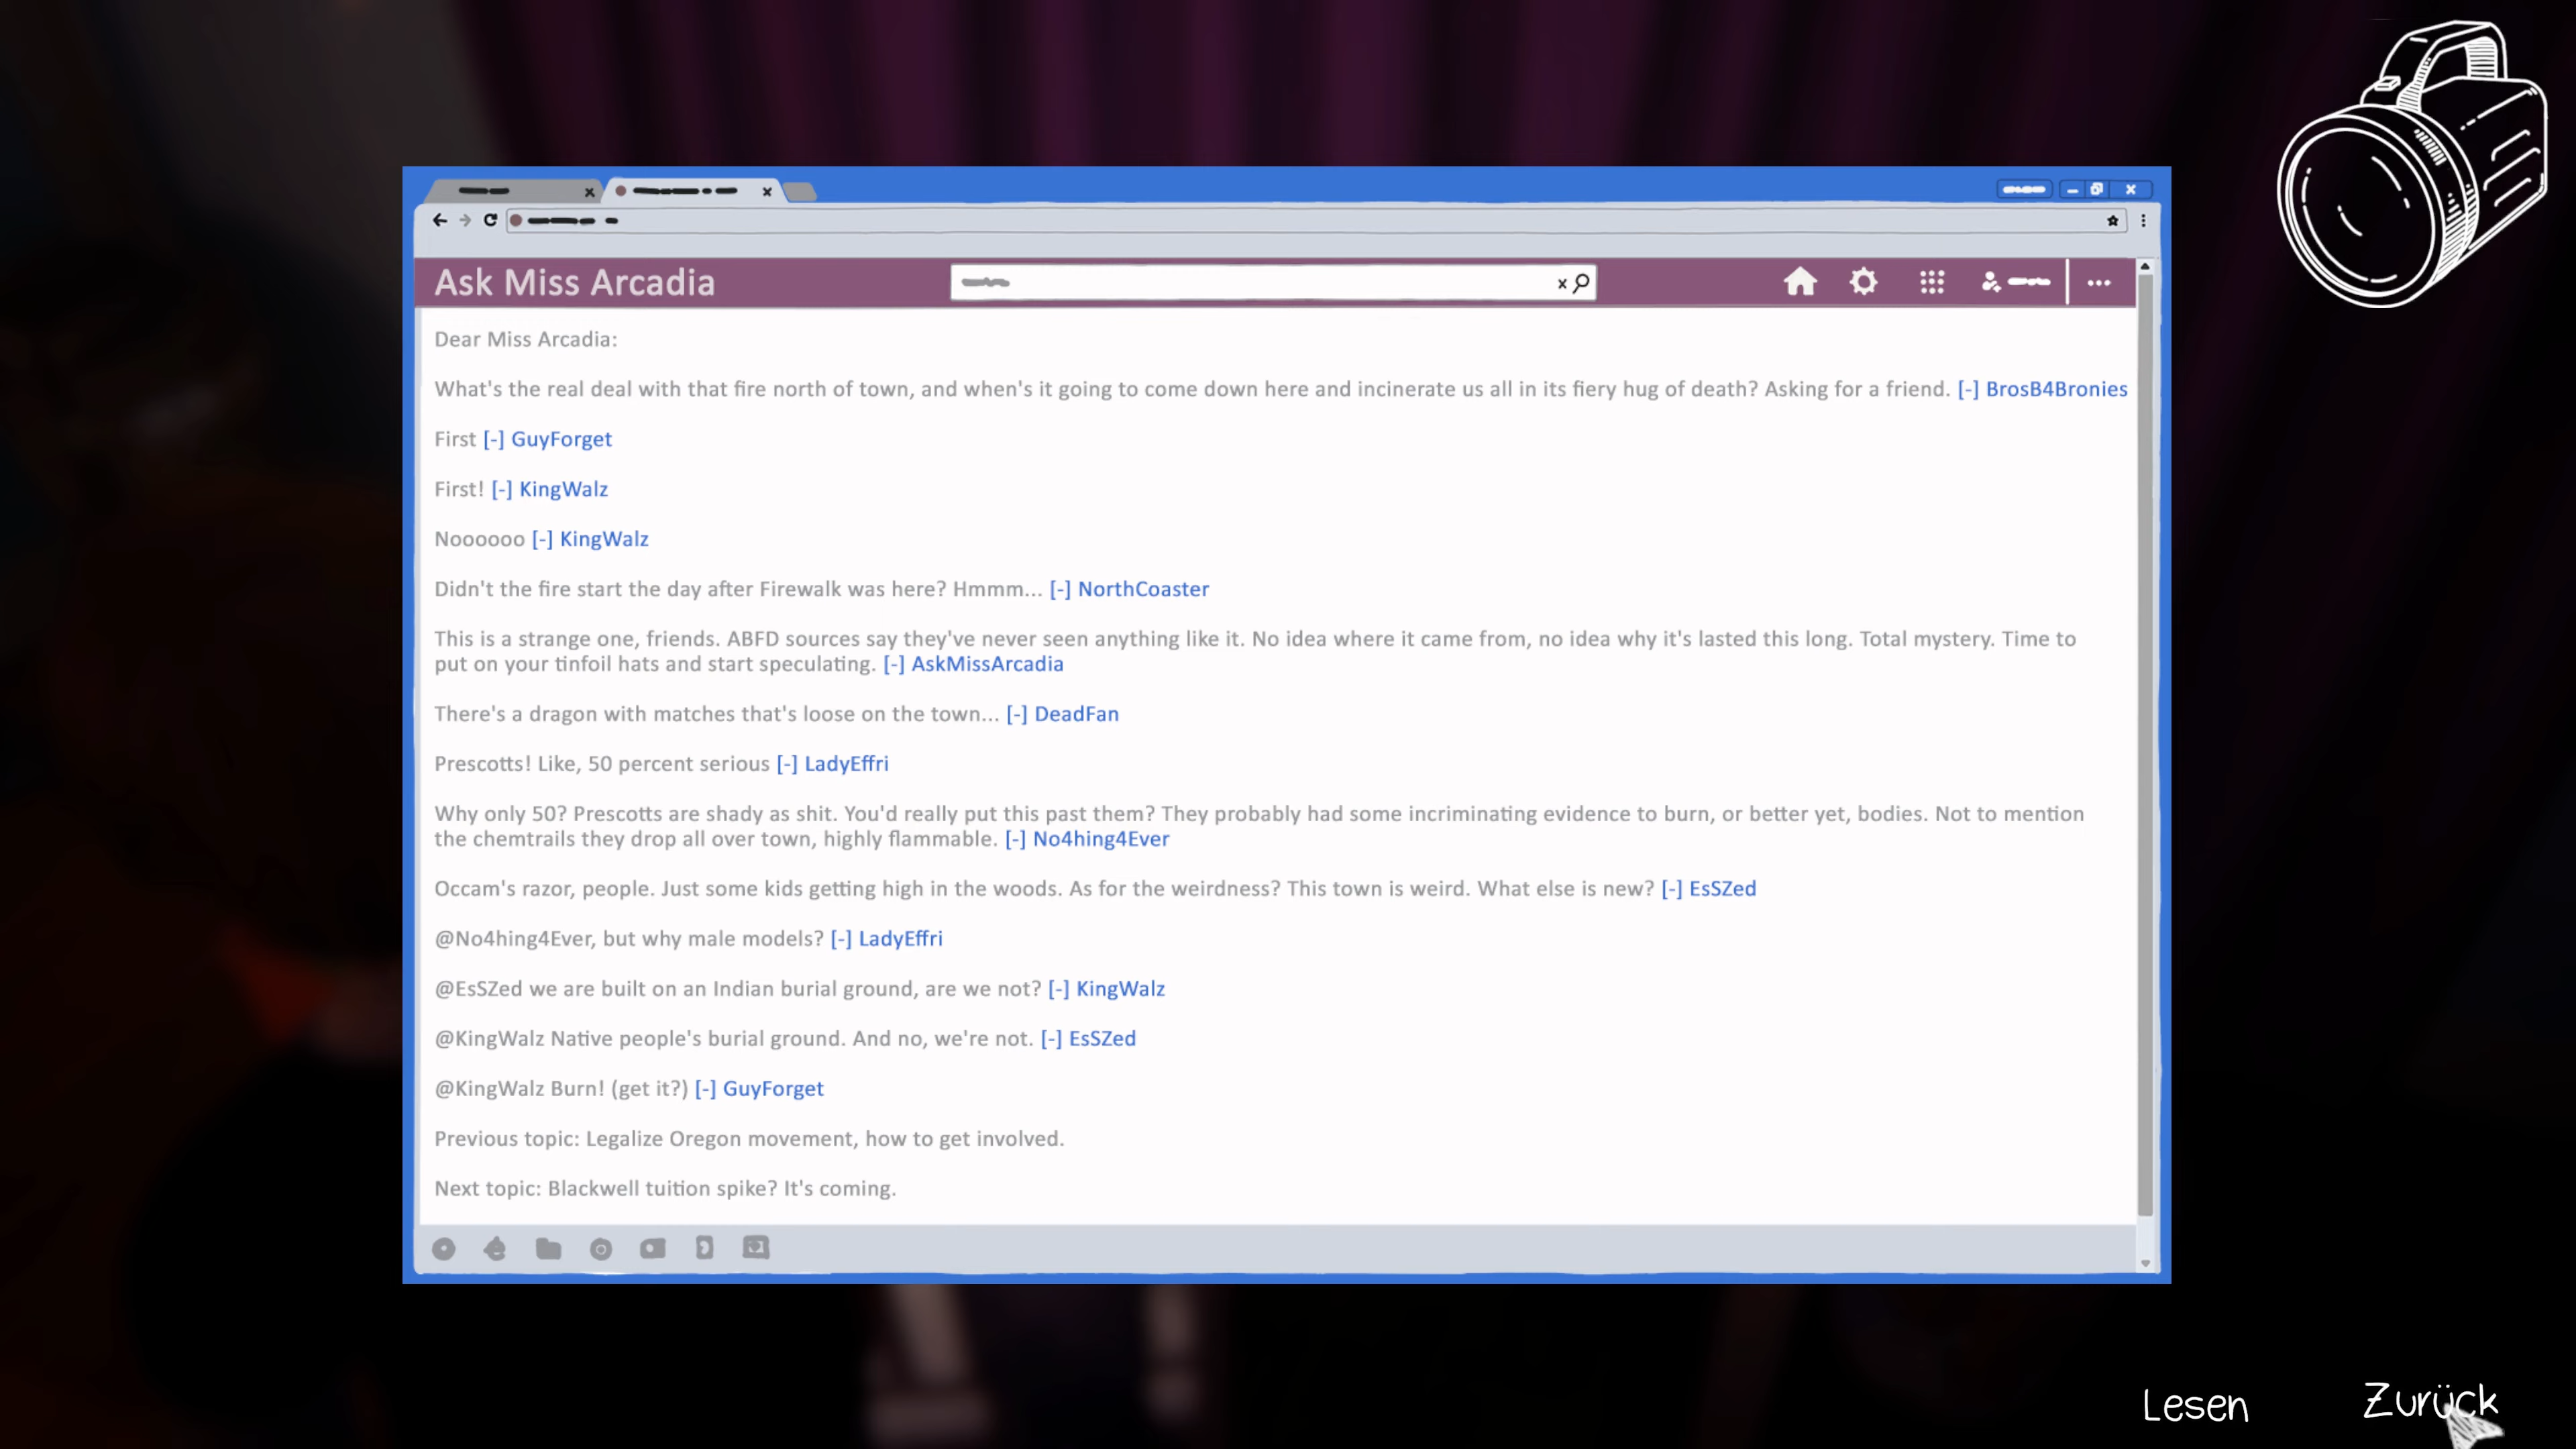 Ask Miss Arcadia
Dear Miss Arcadia:
What's the real deal with that fire north of town, and when's it going to come down here and incinerate us all in its fiery hug of death? Asking for a friend. [-] BrosB4Bronies
First [-] GuyForget
First! [-] KingWalz
Noooooo [-] KingWalz
Didn't the fire start the day after Firewalk was here? Hmmm... [-] NorthCoaster
This is a strange one, friends. ABFD sources say they've never seen anything like it. No idea where it came from, no idea why it's lasted this long. Total mystery. Time to
put on your tinfoil hats and start speculating. [-] AskMissArcadia
There's a dragon with matches that's loose on the town... [-] DeadFan
Prescotts! Like, 50 percent serious [-] LadyEffri
Why only 50? Prescotts are shady as shit. You'd really put this past them? They probably had some incriminating evidence to burn, or better yet, bodies. Not to mention
the chemtrails they drop all over town, highly flammable. [-] No4hing4Ever
Occam's razor, people. Just some kids getting high in the woods. As for the weirdness? This town is weird. What else is new? [-] EsSZed
@No4hing4Ever, but why male models? [-] LadyEffri
@EsSZed we are built on an Indian burial ground, are we not? [-] KingWalz
@KingWalz Native people's burial ground. And no, we're not. [-] EsSZed
@KingWalz Burn! (get it?) [-] GuyForget
Previous topic: Legalize Oregon movement, how to get involved.
Next topic: Blackwell tuition spike? It's coming.
Lesen
Zurück